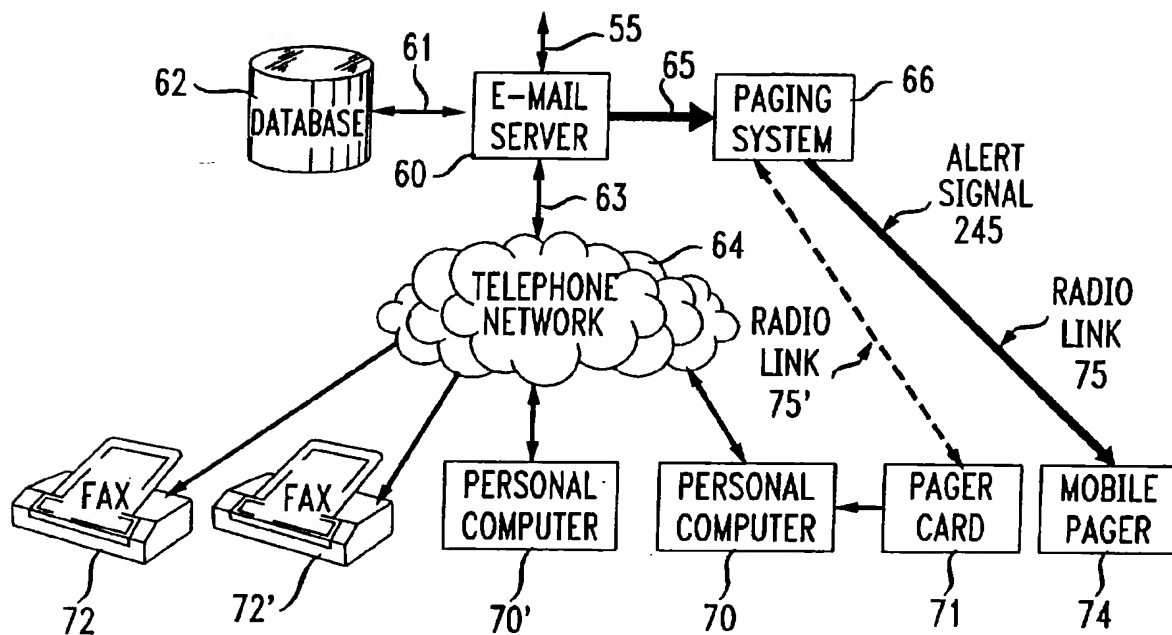 55
61
62
DATABASE
E-MAIL
SERVER
60
65
PAGING
SYSTEM
66
63
ALERT
SIGNAL
245
64
TELEPHONE
NETWORK
RADIO
LINK
75'
RADIO
LINK
75
FAX
72
FAX
72'
PERSONAL
COMPUTER
70'
PERSONAL
COMPUTER
70
PAGER
CARD
71
MOBILE
PAGER
74